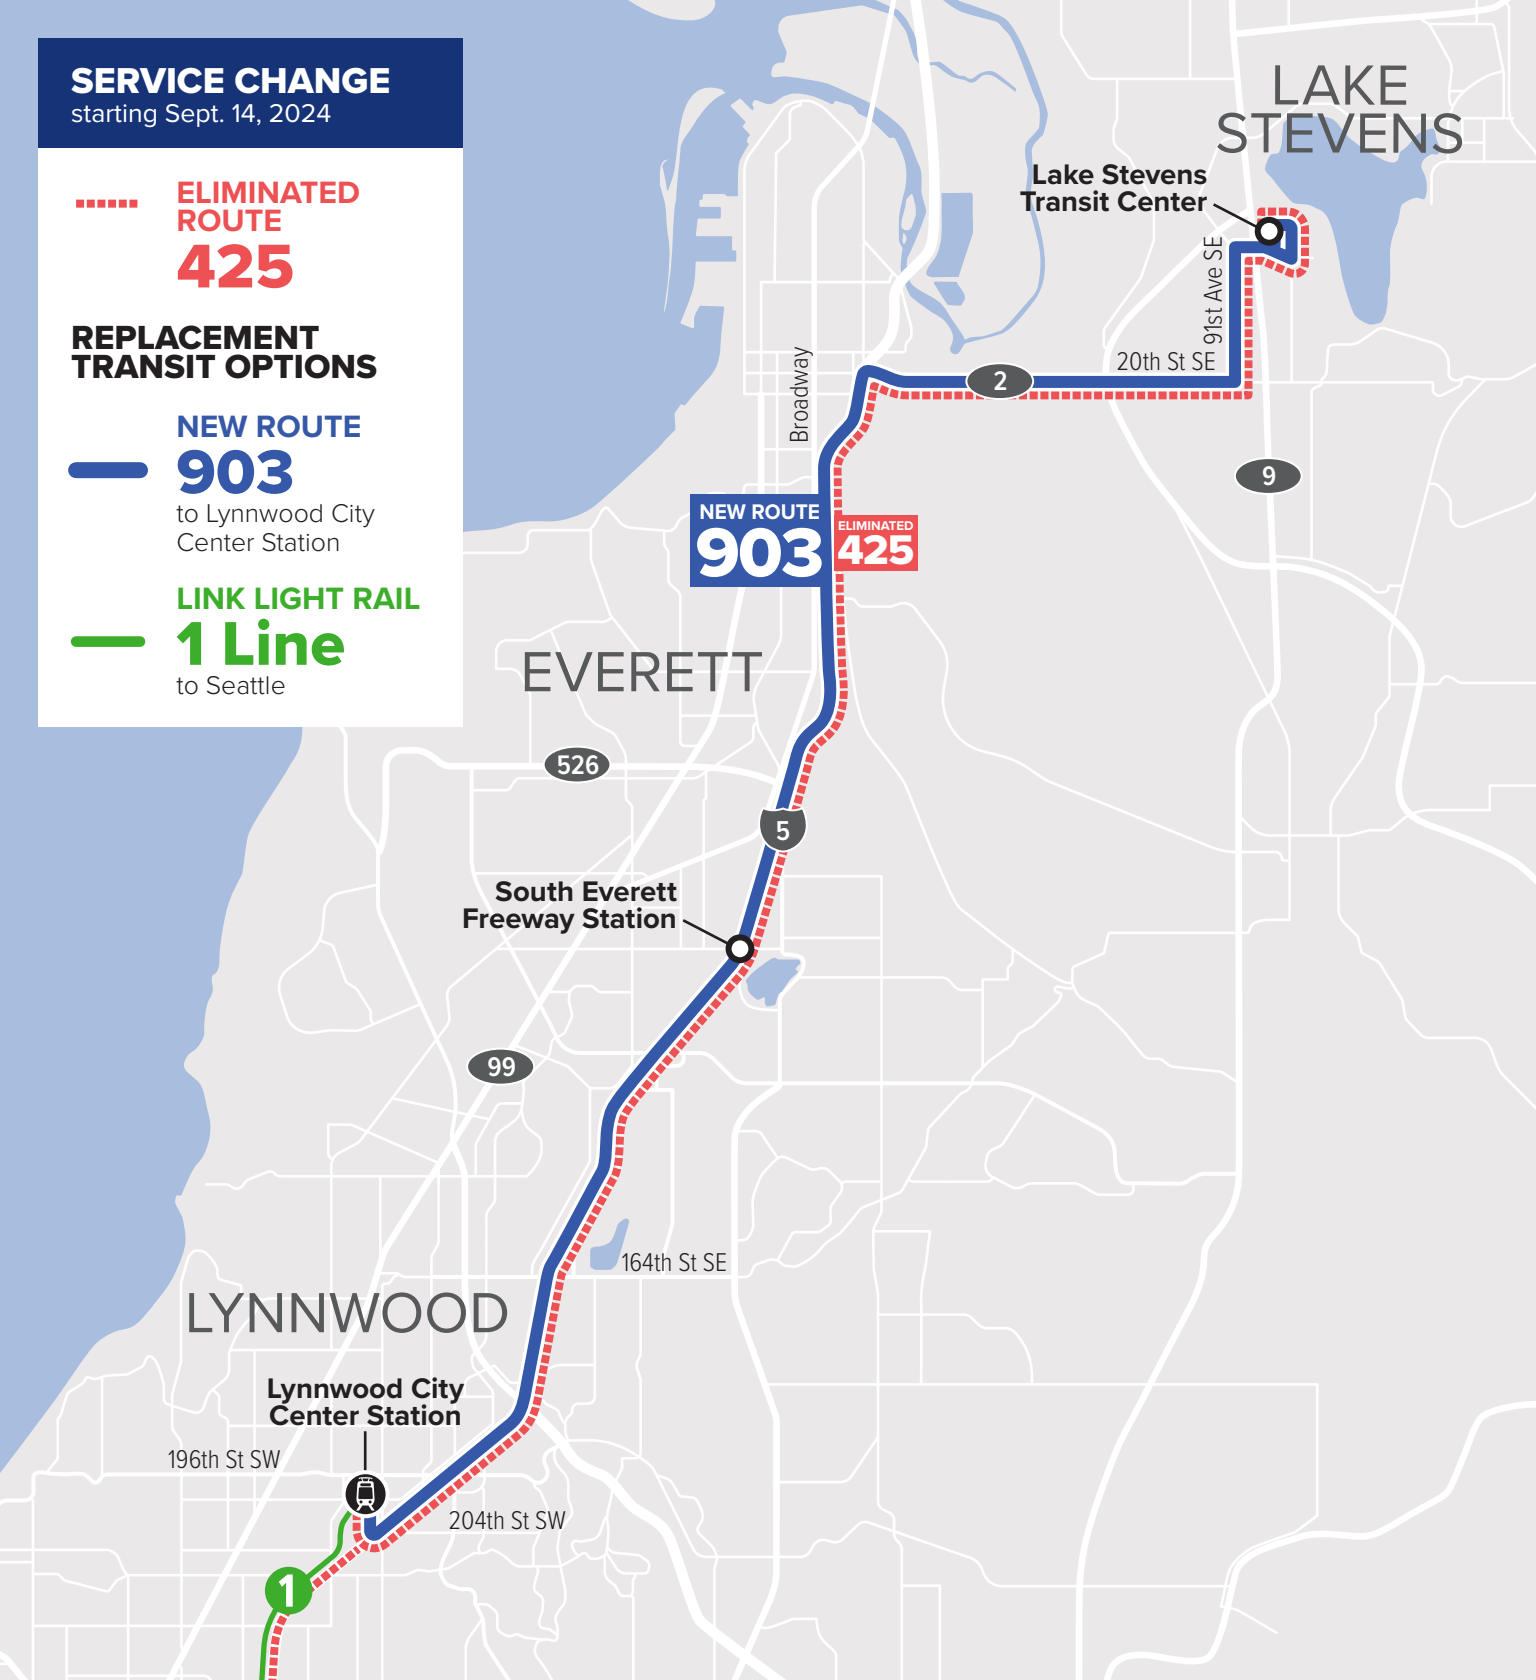 SERVICE CHANGE
starting Sept. 14, 2024
ELIMINATED
ROUTE
425
REPLACEMENT
TRANSIT OPTIONS
NEW ROUTE
903
to Lynnwood City
Center Station
LINK LIGHT RAIL
1 Line
to Seattle
LAKE
STEVENS
Lake Stevens
Transit Center
91st Ave SE
20th St SE
2
Broadway
9
NEW ROUTE
903
ELIMINATED
425
EVERETT
526
5
South Everett
Freeway Station
99
164th St SE
LYNNWOOD
Lynnwood City
Center Station
196th St SW
204th St SW
1